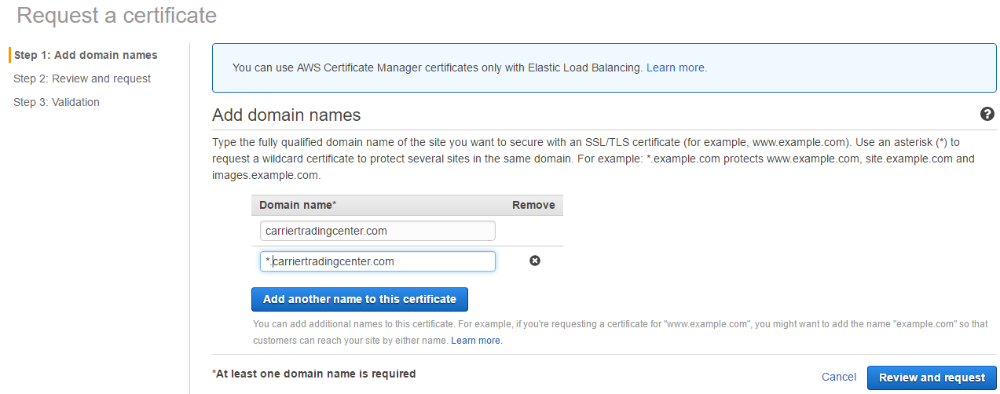 Request a certificate
Step 1: Add domain names
Step 2: Review and request
Step 3: Validation
You can use AWS Certificate Manager certificates only with Elastic Load Balancing. Learn more.
Add domain names
?
Type the fully qualified domain name of the site you want to secure with an SSL/TLS certificate (for example, www.example.com). Use an asterisk (*) to
request a wildcard certificate to protect several sites in the same domain. For example: *.example.com protects www.example.com, site.example.com and
images.example.com.
Domain name* Remove
carriertradingcenter.com
*.carriertradingcenter.com
Add another name to this certificate
You can add additional names to this certificate. For example, if you're requesting a certificate for "www.example.com", you might want to add the name "example.com" so that
customers can reach your site by either name. Learn more.
*At least one domain name is required
Cancel Review and request